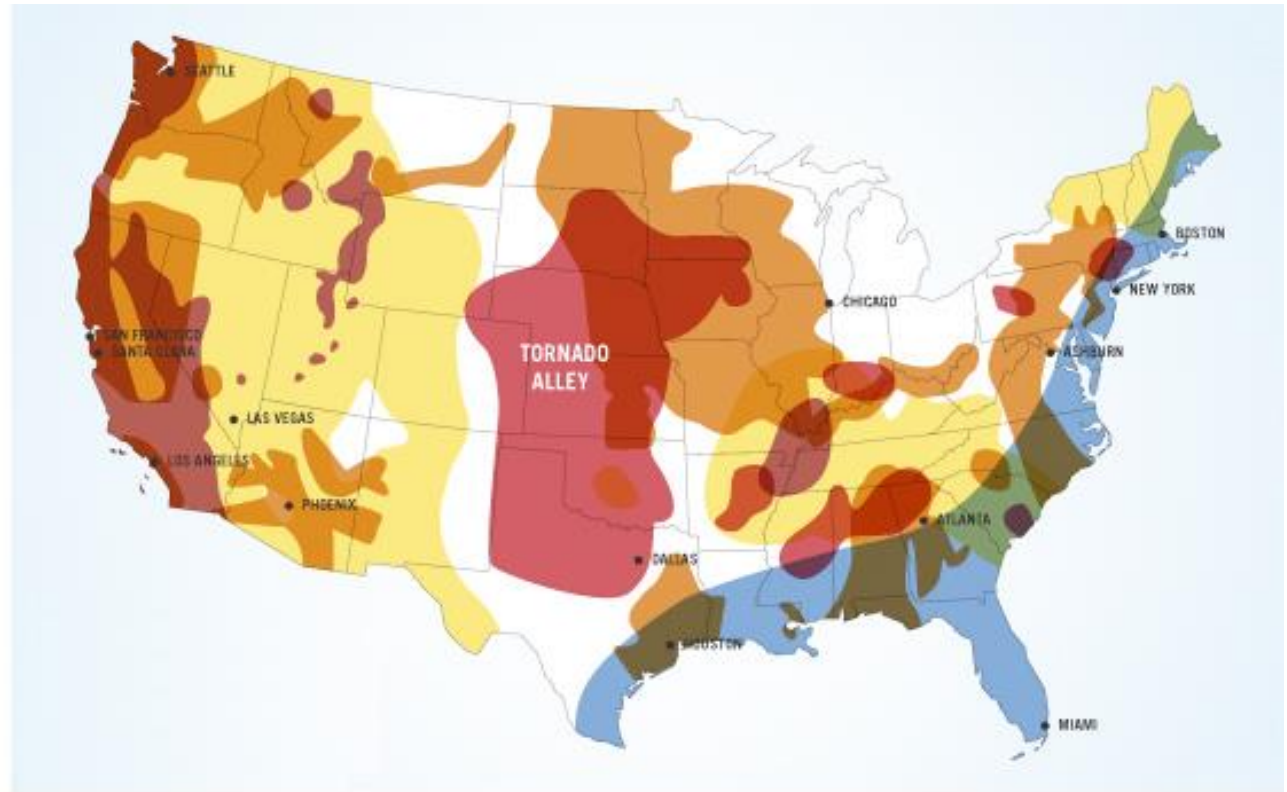 SEATTLE
BOSTON
NEW YORK
CHICAGO
SAN FRANCISCO
SANTA CLARA
ASHBURN
TORNADO
ALLEY
LAS VEGAS
LOS ANGELES
PHOENIX
ATLANTA
DALLAS
HOUSTON
MIAMI